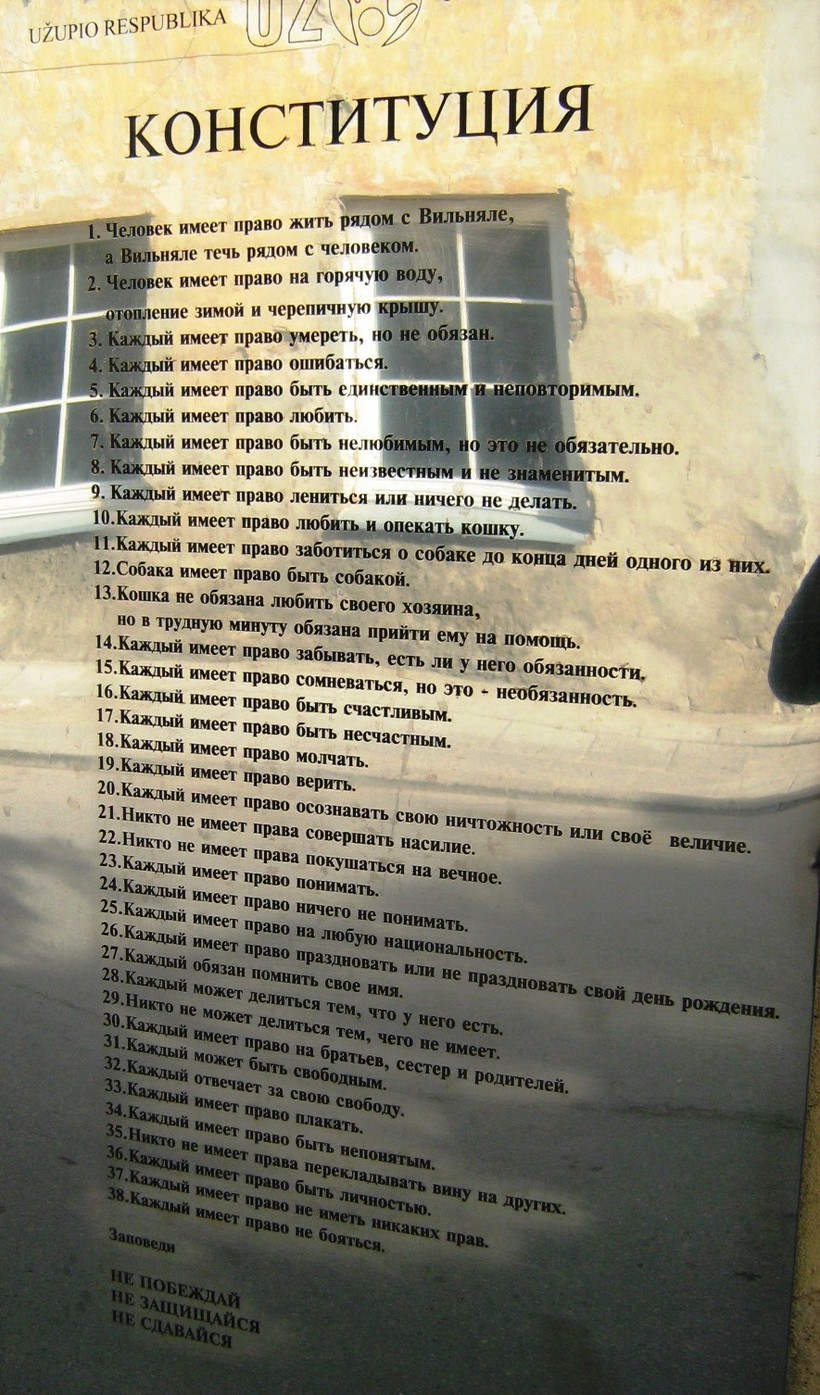 UŽUPIO RESPUBLIKA
КОНСТИТУЦИЯ
1. Человек имеет право жить рядом с Вильняле,
а Вильняле течь рядом с человеком.
2. Человек имеет право на горячую воду,
отопление зимой и черепичную крышу.
3. Каждый имеет право умереть, но не обязан.
4. Каждый имеет право ошибаться.
5. Каждый имеет право быть единственным и неповторимым.
6. Каждый имеет право любить.
7. Каждый имеет право быть нелюбимым, но это не обязательно.
8. Каждый имеет право быть неизвестным и не знаменитым.
9. Каждый имеет право лениться или ничего не делать.
10.Каждый имеет право любить и опекать кошку.
11.Каждый имеет право заботиться о собаке до конца дней одного из них.
12.Собака имеет право быть собакой.
13.Кошка не обязана любить своего хозяина,
но в трудную минуту обязана прийти ему на помощь.
14.Каждый имеет право забывать, есть ли у него обязанности.
15.Каждый имеет право сомневаться, но это - необязанность.
16.Каждый имеет право быть счастливым.
17.Каждый имеет право быть несчастным.
18.Каждый имеет право молчать.
19.Каждый имеет право верить.
20.Каждый имеет право осознавать свою ничтожность или своё величие.
21.Никто не имеет права совершать насилие.
22.Никто не имеет права покушаться на вечное.
23.Каждый имеет право понимать.
24.Каждый имеет право ничего не понимать.
25.Каждый имеет право на любую национальность.
26.Каждый имеет право праздновать или не праздновать свой день рождения.
27.Каждый обязан помнить свое имя.
28.Каждый может делиться тем, что у него есть.
29.Никто не может делиться тем, чего не имеет.
30.Каждый имеет право на братьев, сестер и родителей.
31.Каждый может быть свободным.
32.Каждый отвечает за свою свободу.
33.Каждый имеет право плакать.
34.Каждый имеет право быть непонятым.
35.Никто не имеет права перекладывать вину на других.
36.Каждый имеет право быть личностью.
37.Каждый имеет право не иметь никаких прав.
38.Каждый имеет право не бояться.
Заповеди
НЕ ПОБЕЖДАЙ
НЕ ЗАЩИЩАЙСЯ
НЕ СДАВАЙСЯ